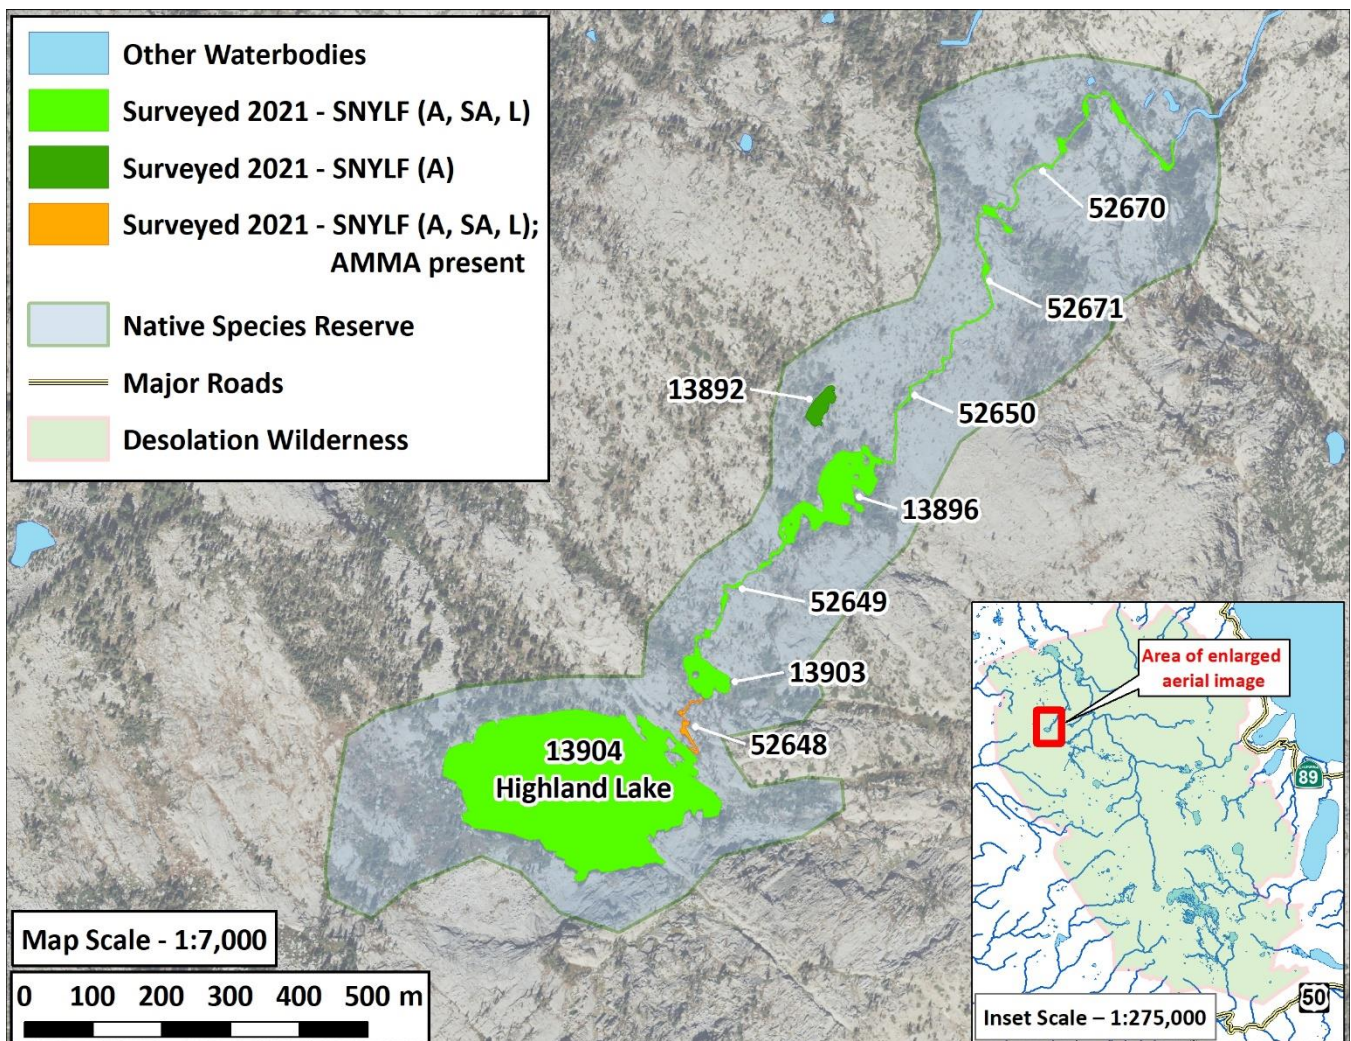 Other Waterbodies
Surveyed 2021 - SNYLF (A, SA, L)
Surveyed 2021 - SNYLF (A)
Surveyed 2021 - SNYLF (A, SA, L);
AMMA present
Native Species Reserve
Major Roads
Desolation Wilderness
52670
52671
13892
52650
13896
52649
13903
52648
13904
Highland Lake
Area of enlarged
aerial image
89
50
Inset Scale – 1:275,000
Map Scale - 1:7,000
0 100 200 300 400 500 m